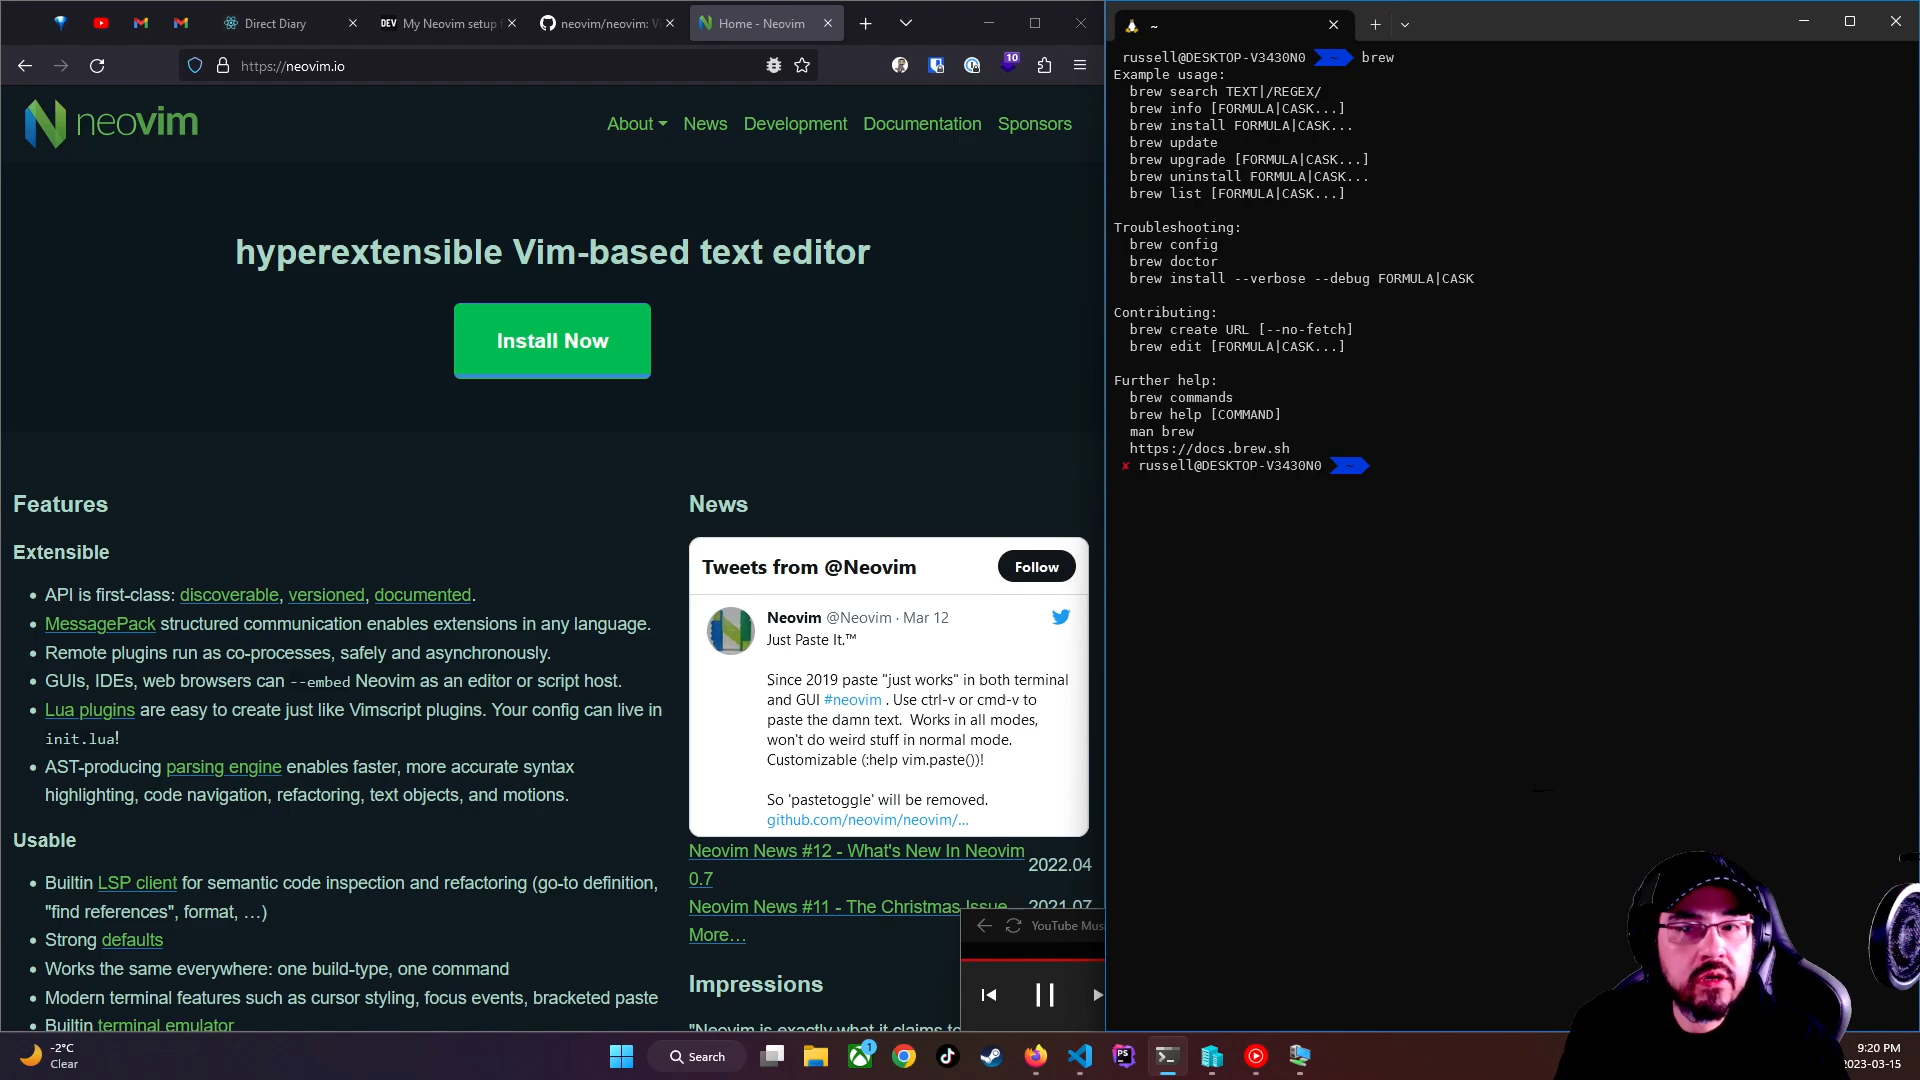 Direct Diary
DEV My Neovim setup f
neovim/neovim: V
Home - Neovim
https://neovim.io
10
neovim
About
News
Development
Documentation
Sponsors
hyperextensible Vim-based text editor
Install Now
Features
Extensible
API is first-class: discoverable, versioned, documented.
MessagePack structured communication enables extensions in any language.
Remote plugins run as co-processes, safely and asynchronously.
GUIs, IDEs, web browsers can --embed Neovim as an editor or script host.
Lua plugins are easy to create just like Vimscript plugins. Your config can live in
init.lua!
AST-producing parsing engine enables faster, more accurate syntax
highlighting, code navigation, refactoring, text objects, and motions.
Usable
Builtin LSP client for semantic code inspection and refactoring (go-to definition,
"find references", format, …)
Strong defaults
Works the same everywhere: one build-type, one command
Modern terminal features such as cursor styling, focus events, bracketed paste
Builtin terminal emulator
News
Tweets from @Neovim
Follow
Neovim @Neovim · Mar 12
Just Paste It.™
Since 2019 paste "just works" in both terminal
and GUI #neovim . Use ctrl-v or cmd-v to
paste the damn text. Works in all modes,
won't do weird stuff in normal mode.
Customizable (:help vim.paste())!
So 'pastetoggle' will be removed.
github.com/neovim/neovim/…
Neovim News #12 - What's New In Neovim
0.7
2022.04
Neovim News #11 - The Christmas Issue
2021.07
More…
Impressions
"Neovim is exactly what it claims to
YouTube Mus
~
russell@DESKTOP-V3430N0 ~ brew
Example usage:
brew search TEXT|/REGEX/
brew info [FORMULA|CASK...]
brew install FORMULA|CASK...
brew update
brew upgrade [FORMULA|CASK...]
brew uninstall FORMULA|CASK...
brew list [FORMULA|CASK...]
Troubleshooting:
brew config
brew doctor
brew install --verbose --debug FORMULA|CASK
Contributing:
brew create URL [--no-fetch]
brew edit [FORMULA|CASK...]
Further help:
brew commands
brew help [COMMAND]
man brew
https://docs.brew.sh
✘ russell@DESKTOP-V3430N0 ~
-2°C
Clear
Search
1
PS
9:20 PM
2023-03-15